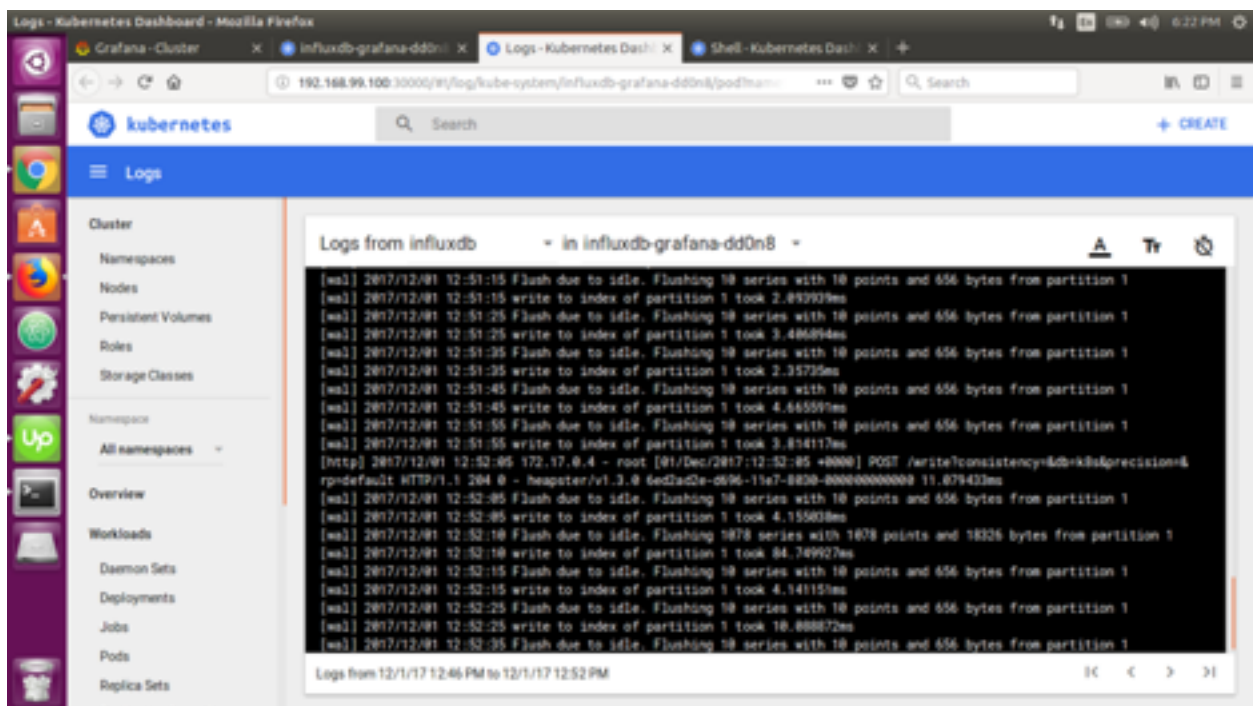 Logs - Kubernetes Dashboard - Mozilla Firefox
En
6:22 PM
Grafana - Cluster
influxdb-grafana-dd0n8
Logs - Kubernetes Dash
Shell - Kubernetes Dash
192.168.99.100:30000/#!/log/kube-system/influxdb-grafana-dd0n8/pod?name
Search
kubernetes
Search
+ CREATE
Logs
Cluster
Namespaces
Nodes
Persistent Volumes
Roles
Storage Classes
Namespace
All namespaces
Overview
Workloads
Daemon Sets
Deployments
Jobs
Pods
Replica Sets
Up
Logs from influxdb in influxdb-grafana-dd0n8
[wal] 2017/12/01 12:51:15 Flush due to idle. Flushing 10 series with 10 points and 656 bytes from partition 1
[wal] 2017/12/01 12:51:15 write to index of partition 1 took 2.093939ms
[wal] 2017/12/01 12:51:25 Flush due to idle. Flushing 10 series with 10 points and 656 bytes from partition 1
[wal] 2017/12/01 12:51:25 write to index of partition 1 took 3.406894ms
[wal] 2017/12/01 12:51:35 Flush due to idle. Flushing 10 series with 10 points and 656 bytes from partition 1
[wal] 2017/12/01 12:51:35 write to index of partition 1 took 2.35735ms
[wal] 2017/12/01 12:51:45 Flush due to idle. Flushing 10 series with 10 points and 656 bytes from partition 1
[wal] 2017/12/01 12:51:45 write to index of partition 1 took 4.665591ms
[wal] 2017/12/01 12:51:55 Flush due to idle. Flushing 10 series with 10 points and 656 bytes from partition 1
[wal] 2017/12/01 12:51:55 write to index of partition 1 took 3.814117ms
[http] 2017/12/01 12:52:05 172.17.0.4 - root [01/Dec/2017:12:52:05 +0000] POST /write?consistency=&db=k8s&precision=&
rp=default HTTP/1.1 204 0 - heapster/v1.3.0 6ed2ad2e-d696-11e7-8030-000000000000 11.079433ms
[wal] 2017/12/01 12:52:05 Flush due to idle. Flushing 10 series with 10 points and 656 bytes from partition 1
[wal] 2017/12/01 12:52:05 write to index of partition 1 took 4.155038ms
[wal] 2017/12/01 12:52:10 Flush due to idle. Flushing 1078 series with 1078 points and 18326 bytes from partition 1
[wal] 2017/12/01 12:52:10 write to index of partition 1 took 84.749927ms
[wal] 2017/12/01 12:52:15 Flush due to idle. Flushing 10 series with 10 points and 656 bytes from partition 1
[wal] 2017/12/01 12:52:15 write to index of partition 1 took 4.141151ms
[wal] 2017/12/01 12:52:25 Flush due to idle. Flushing 10 series with 10 points and 656 bytes from partition 1
[wal] 2017/12/01 12:52:25 write to index of partition 1 took 10.088872ms
[wal] 2017/12/01 12:52:35 Flush due to idle. Flushing 10 series with 10 points and 656 bytes from partition 1
Logs from 12/1/17 12:46 PM to 12/1/17 12:52 PM